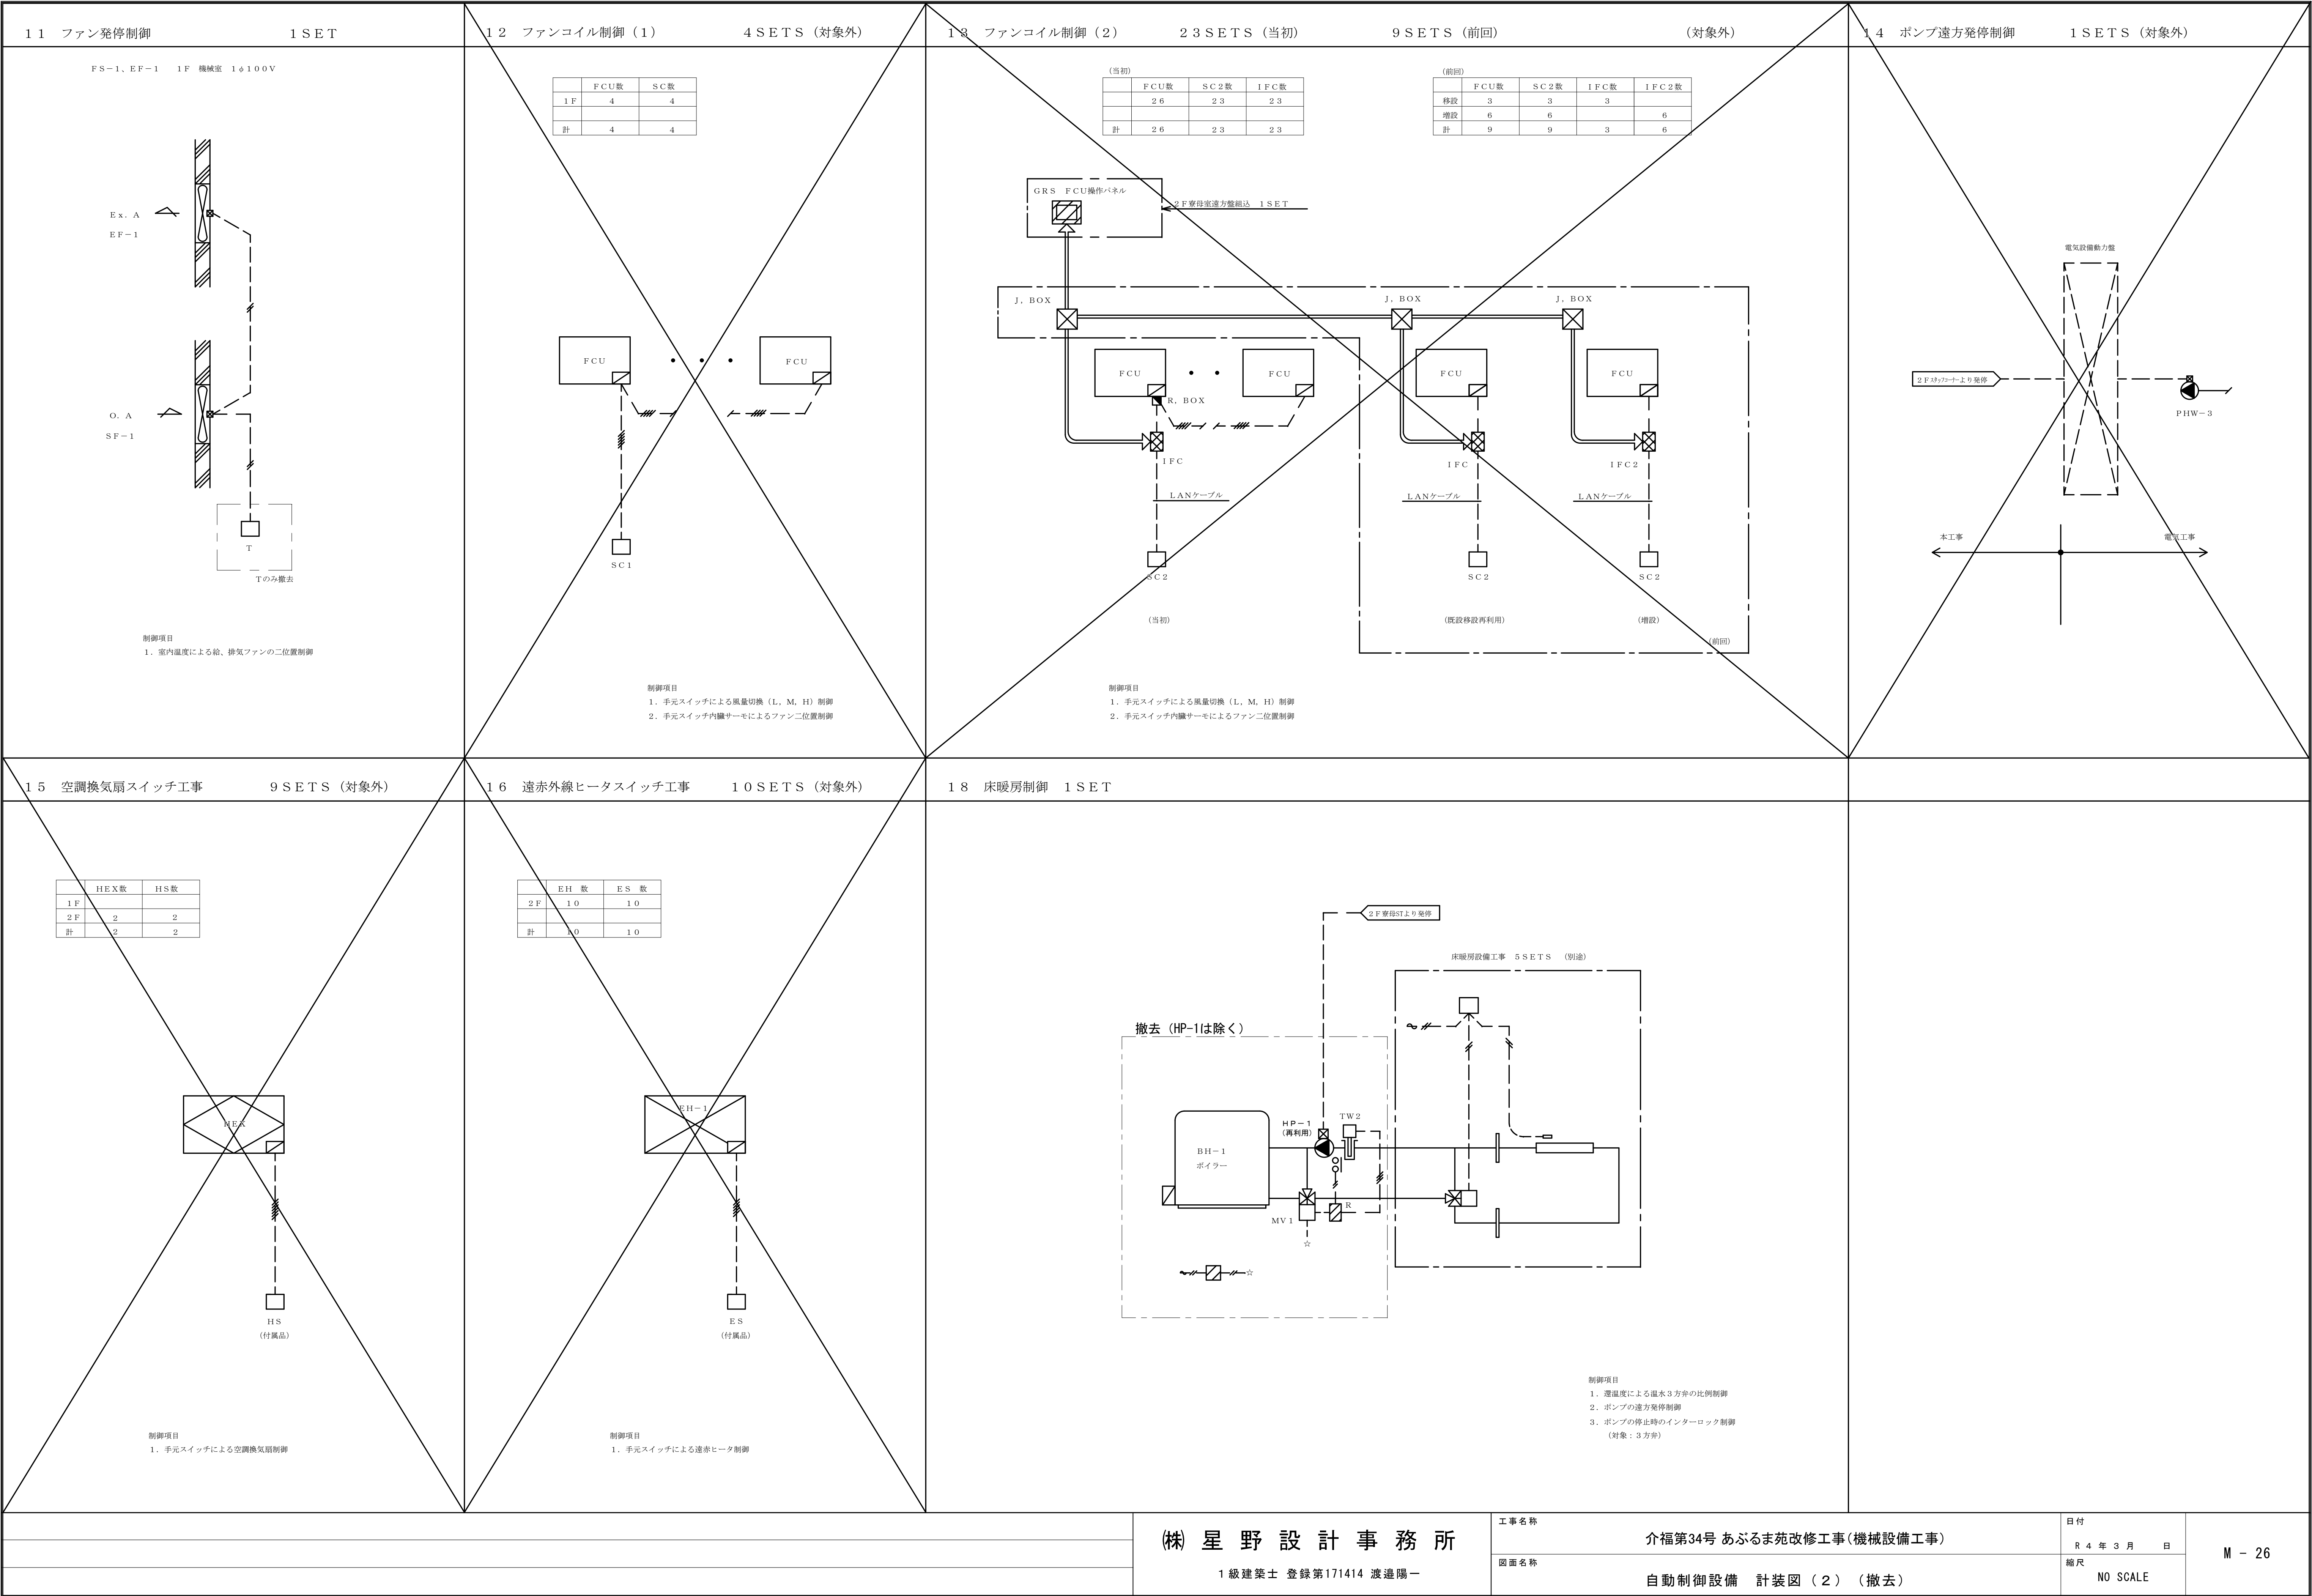 １１　ファン発停制御　１ＳＥＴ
ＦＳ－１，ＥＦ－１　１Ｆ　機械室　１φ１００Ｖ
Ｅｘ．Ａ
ＥＦ－１
Ｏ．Ａ
ＳＦ－１
Ｔ
Ｔのみ撤去
制御項目
１．室内温度による給、排気ファンの二位置制御
１２　ファンコイル制御（１）　４ＳＥＴＳ（対象外）
ＦＣＵ数　ＳＣ数
１Ｆ　４　４
計　４　４
ＦＣＵ　ＦＣＵ
ＳＣ１
制御項目
１．手元スイッチによる風量切換（Ｌ，Ｍ，Ｈ）制御
２．手元スイッチ内臓サーモによるファン二位置制御
１３　ファンコイル制御（２）　２３ＳＥＴＳ（当初）　９ＳＥＴＳ（前回）　（対象外）
（当初）
ＦＣＵ数　ＳＣ２数　ＩＦＣ数
２６　２３　２３
計　２６　２３　２３
（前回）
ＦＣＵ数　ＳＣ２数　ＩＦＣ数　ＩＦＣ２数
移設　３　３　３
増設　６　６　６
計　９　９　３　６
ＧＲＳ　ＦＣＵ操作パネル
２Ｆ寮母室遠方盤組込　１ＳＥＴ
Ｊ，ＢＯＸ　Ｊ，ＢＯＸ　Ｊ，ＢＯＸ
ＦＣＵ　ＦＣＵ　ＦＣＵ　ＦＣＵ
Ｒ，ＢＯＸ
ＩＦＣ　ＩＦＣ　ＩＦＣ２
ＬＡＮケーブル　ＬＡＮケーブル　ＬＡＮケーブル
ＳＣ２　ＳＣ２　ＳＣ２
（当初）　（既設移設再利用）　（増設）
（前回）
制御項目
１．手元スイッチによる風量切換（Ｌ，Ｍ，Ｈ）制御
２．手元スイッチ内臓サーモによるファン二位置制御
１４　ポンプ遠方発停制御　１ＳＥＴＳ（対象外）
電気設備動力盤
２Ｆｽﾀｯﾌｺｰﾅｰより発停
ＰＨＷ－３
本工事　電気工事
１５　空調換気扇スイッチ工事　９ＳＥＴＳ（対象外）
ＨＥＸ数　ＨＳ数
１Ｆ
２Ｆ　２　２
計　２　２
ＨＥＸ
ＨＳ
（付属品）
制御項目
１．手元スイッチによる空調換気扇制御
１６　遠赤外線ヒータスイッチ工事　１０ＳＥＴＳ（対象外）
ＥＨ　数　ＥＳ　数
２Ｆ　１０　１０
計　１０　１０
ＥＨ－１
ＥＳ
（付属品）
制御項目
１．手元スイッチによる遠赤ヒータ制御
１８　床暖房制御　１ＳＥＴ
２Ｆ寮母STより発停
床暖房設備工事　５ＳＥＴＳ　（別途）
撤去（HP-1は除く）
ＨＰ－１
（再利用）
ＴＷ２
ＢＨ－１
ボイラー
Ｒ
ＭＶ１
☆
☆
制御項目
１．還温度による温水３方弁の比例制御
２．ポンプの遠方発停制御
３．ポンプの停止時のインターロック制御
（対象：３方弁）
㈱ 星 野 設 計 事 務 所
１級建築士 登録第171414 渡邉陽一
工事名称
介福第34号 あぶるま苑改修工事(機械設備工事)
図面名称
自動制御設備　計装図（２）（撤去）
日付
R ４ 年 ３ 月　　日
縮尺
NO SCALE
M － 26